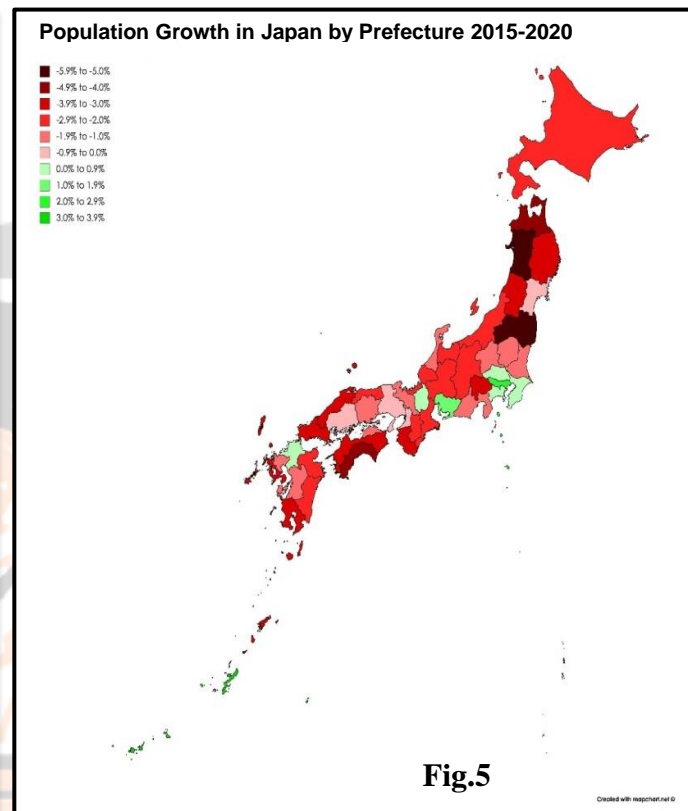 Population Growth in Japan by Prefecture 2015-2020
-5.9% to -5.0%
-4.9% to -4.0%
-3.9% to -3.0%
-2.9% to -2.0%
-1.9% to -1.0%
-0.9% to 0.0%
0.0% to 0.9%
1.0% to 1.9%
2.0% to 2.9%
3.0% to 3.9%
Fig.5
Created with mapchart.net ©